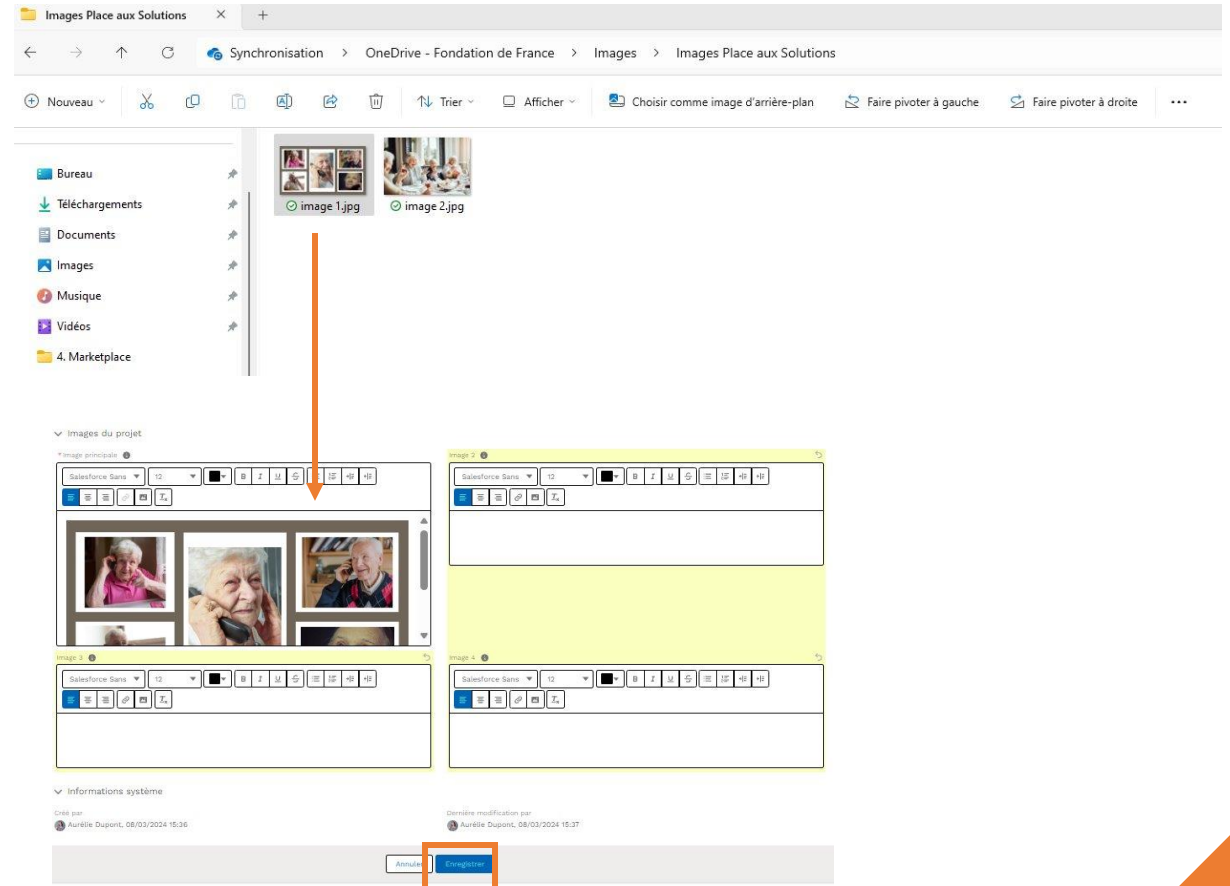 Images Place aux Solutions
Synchronisation > OneDrive - Fondation de France > Images > Images Place aux Solutions
Nouveau Trier Afficher Choisir comme image d'arrière-plan Faire pivoter à gauche Faire pivoter à droite ...
Bureau
Téléchargements
Documents
Images
Musique
Vidéos
4. Marketplace
image 1.jpg image 2.jpg
Images du projet
* Image principale
Salesforce Sans 12 B I U S
Image 2
Salesforce Sans 12 B I U S
Image 3
Salesforce Sans 12 B I U S
Image 4
Salesforce Sans 12 B I U S
Informations système
Créé par
Aurélie Dupont, 08/03/2024 15:36
Dernière modification par
Aurélie Dupont, 08/03/2024 15:37
Annuler Enregistrer